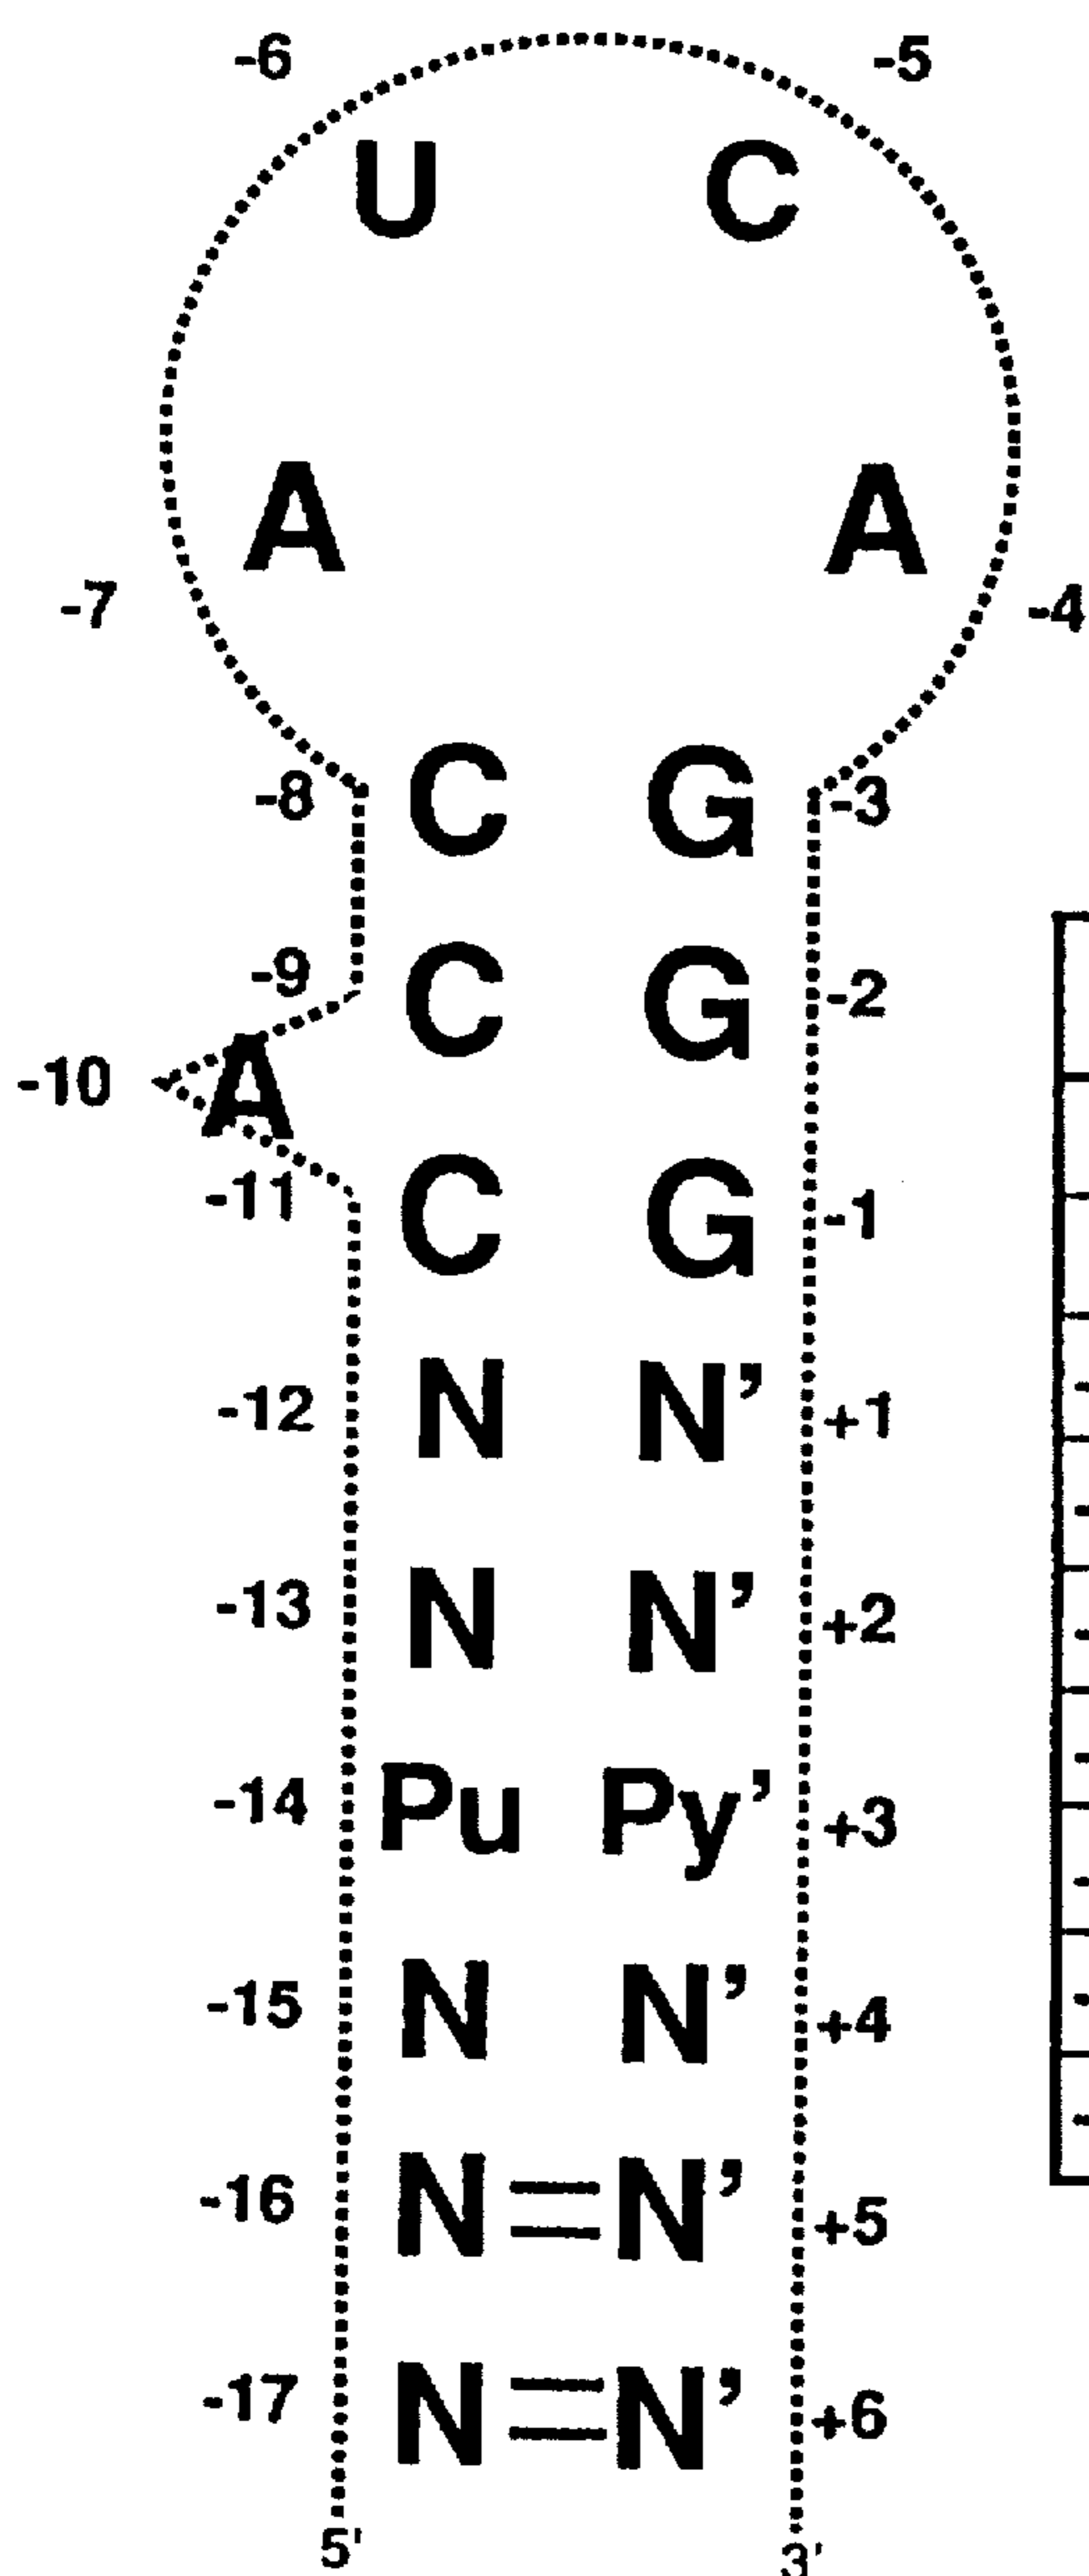 -6 -5
U C
A A
-7 -4
-8 C G -3
-9 C G -2
-10 A
-11 C G -1
-12 N N’ +1
-13 N N’ +2
-14 Pu Py’ +3
-15 N N’ +4
-16 N N’ +5
-17 N N’ +6
5' 3'